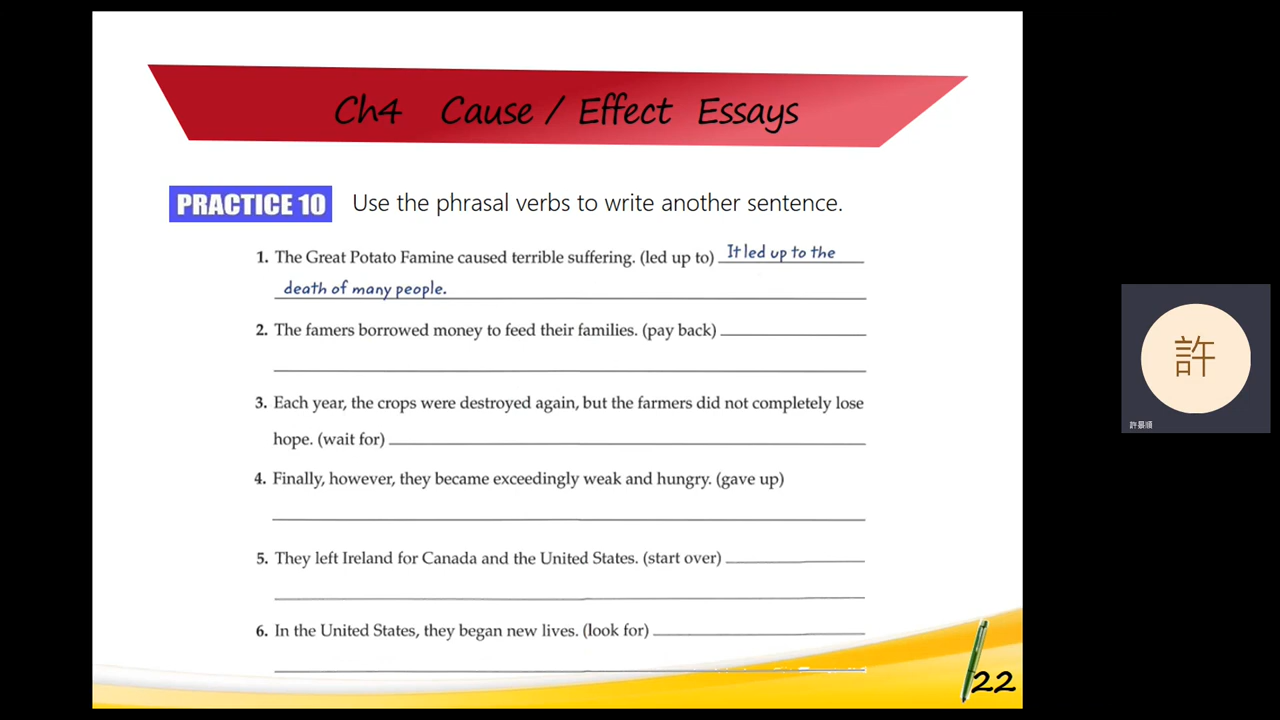 Ch4 Cause / Effect Essays
PRACTICE 10 Use the phrasal verbs to write another sentence.
1. The Great Potato Famine caused terrible suffering. (led up to) It led up to the
death of many people.
2. The famers borrowed money to feed their families. (pay back)
3. Each year, the crops were destroyed again, but the farmers did not completely lose
hope. (wait for)
4. Finally, however, they became exceedingly weak and hungry. (gave up)
5. They left Ireland for Canada and the United States. (start over)
6. In the United States, they began new lives. (look for)
22
許
許景順